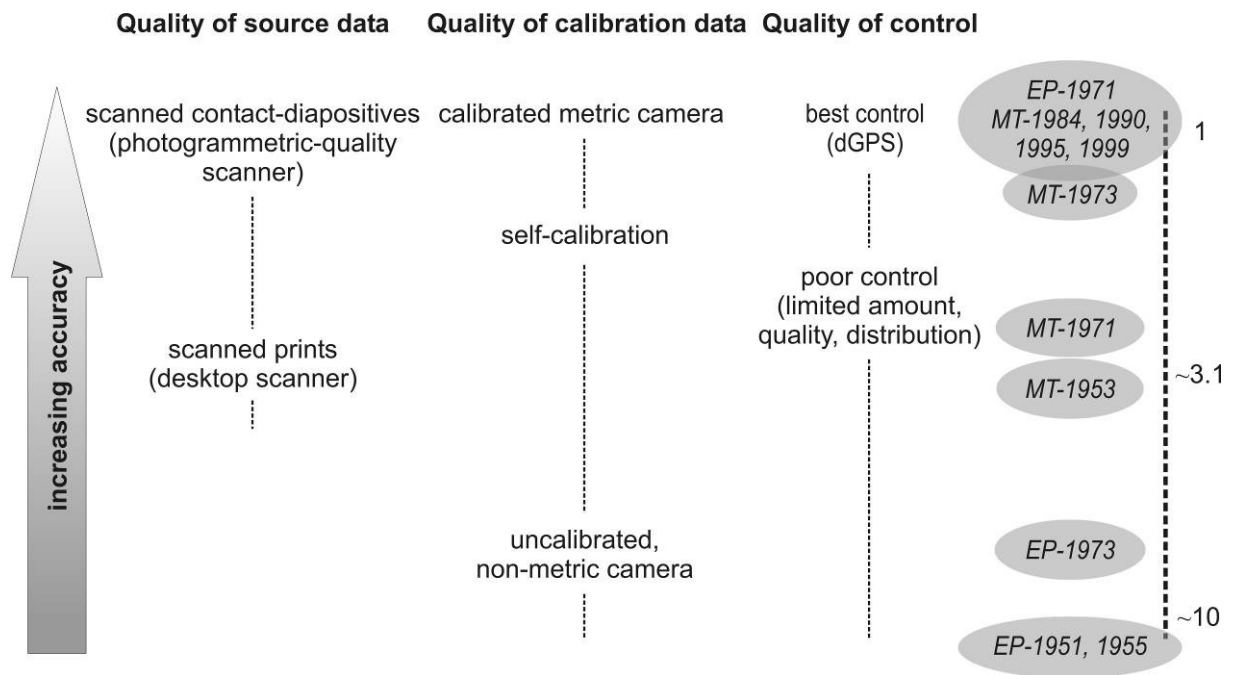 Quality of source data
Quality of calibration data
Quality of control
increasing accuracy
scanned contact-diapositives
(photogrammetric-quality
scanner)
scanned prints
(desktop scanner)
calibrated metric camera
self-calibration
uncalibrated,
non-metric camera
best control
(dGPS)
poor control
(limited amount,
quality, distribution)
EP-1971
MT-1984, 1990,
1995, 1999
MT-1973
MT-1971
MT-1953
EP-1973
EP-1951, 1955
1
~3.1
~10